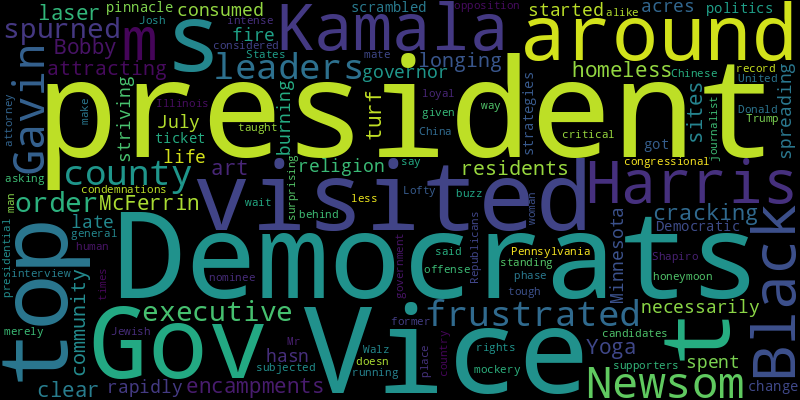 laser pinnacle Josh consumed scrambled intense opposition started acres politics
spurned m s Kamala considered States mate alike around
Bobby fire leaders longing homeless Chinese United
attracting governor record Donald Trump
Gavin president spreading
attorney make striving July Illinois taught burning turf loyal given China way strategies critical got sites journalist
ticket life art religion surprising say congressional
asking county residents
man condemnations visited Harris
order McFerrin wait behind less Lofty buzz woman cracking
late general human Democrats Republicans Minnesota Democratic Black
presidential interview community times nominee government said offense Pennsylvania standing phase tough Shapiro honeymoon
top executive frustrated necessarily
merely Gov Vice t candidates
Jewish Mr hasn former Walz doesn running place country rights mockery Yoga supporters spent
clear rapidly encampments subjected Newsom change